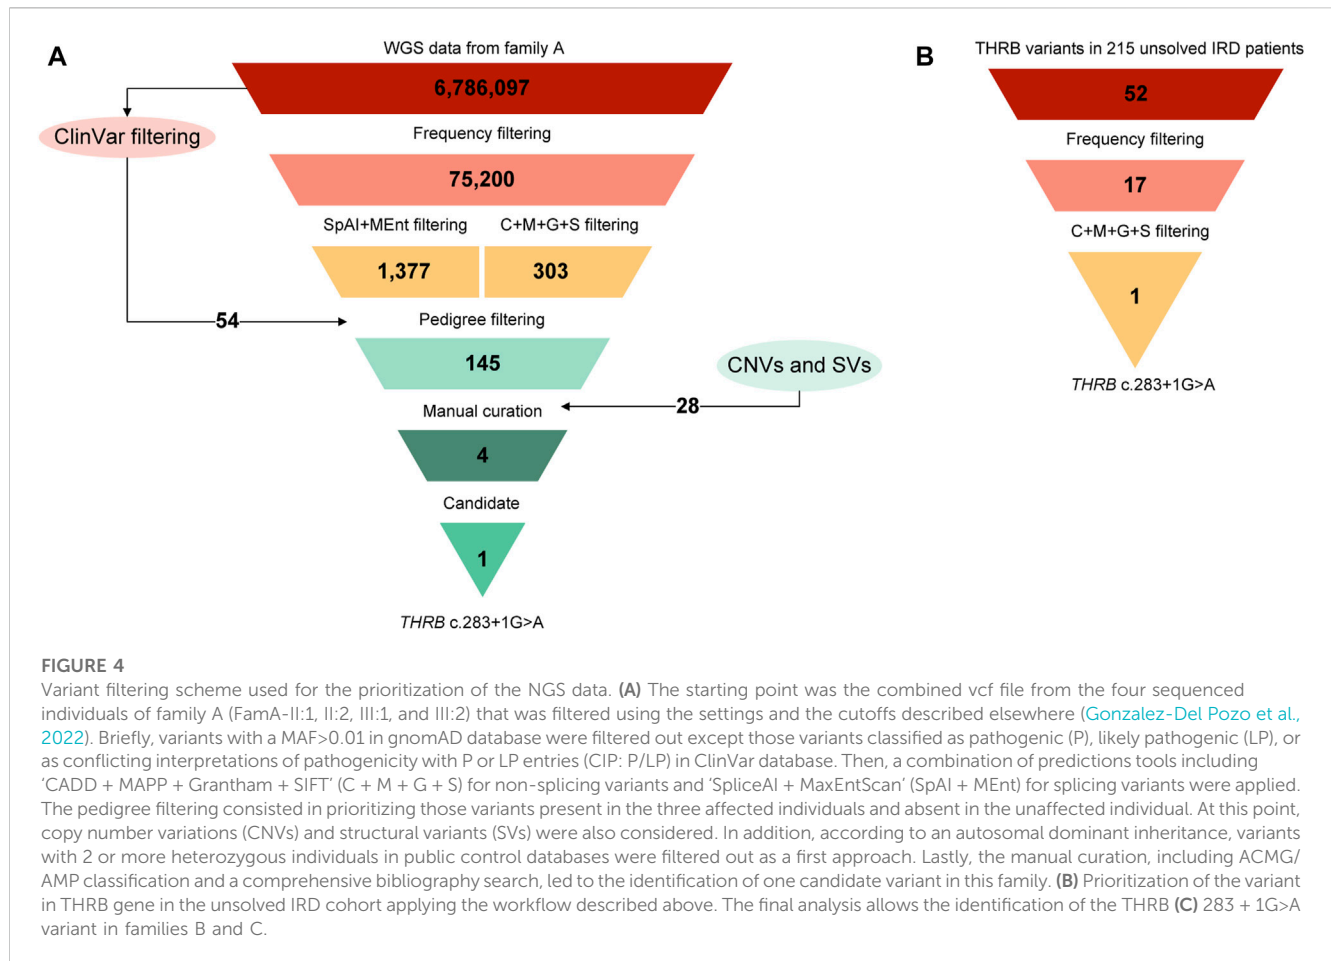 A
WGS data from family A
6,786,097
ClinVar filtering
Frequency filtering
75,200
SpAI+MEnt filtering
C+M+G+S filtering
1,377
303
54
Pedigree filtering
145
CNVs and SVs
28
Manual curation
4
Candidate
1
THRB c.283+1G>A
B
THRB variants in 215 unsolved IRD patients
52
Frequency filtering
17
C+M+G+S filtering
1
THRB c.283+1G>A
FIGURE 4
Variant filtering scheme used for the prioritization of the NGS data. (A) The starting point was the combined vcf file from the four sequenced
individuals of family A (FamA-II:1, II:2, III:1, and III:2) that was filtered using the settings and the cutoffs described elsewhere (Gonzalez-Del Pozo et al.,
2022). Briefly, variants with a MAF>0.01 in gnomAD database were filtered out except those variants classified as pathogenic (P), likely pathogenic (LP), or
as conflicting interpretations of pathogenicity with P or LP entries (CIP: P/LP) in ClinVar database. Then, a combination of predictions tools including
‘CADD + MAPP + Grantham + SIFT’ (C + M + G + S) for non-splicing variants and ‘SpliceAI + MaxEntScan’ (SpAI + MEnt) for splicing variants were applied.
The pedigree filtering consisted in prioritizing those variants present in the three affected individuals and absent in the unaffected individual. At this point,
copy number variations (CNVs) and structural variants (SVs) were also considered. In addition, according to an autosomal dominant inheritance, variants
with 2 or more heterozygous individuals in public control databases were filtered out as a first approach. Lastly, the manual curation, including ACMG/
AMP classification and a comprehensive bibliography search, led to the identification of one candidate variant in this family. (B) Prioritization of the variant
in THRB gene in the unsolved IRD cohort applying the workflow described above. The final analysis allows the identification of the THRB (C) 283 + 1G>A
variant in families B and C.